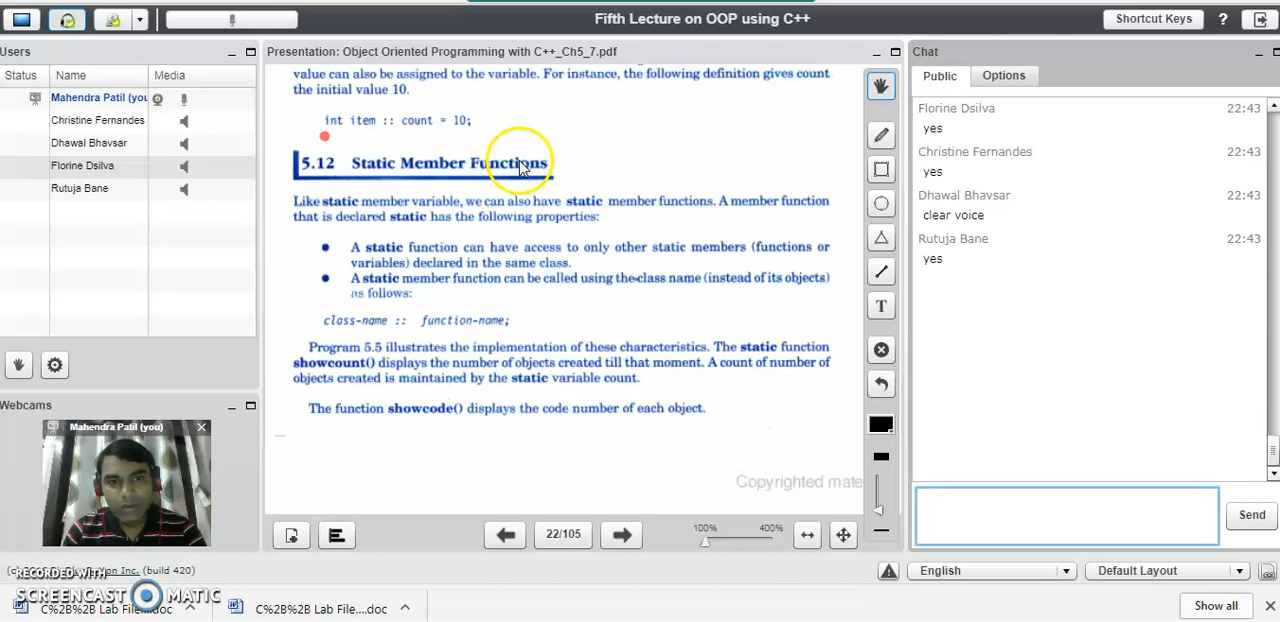 Fifth Lecture on OOP using C++
Shortcut Keys
?
Users
Status Name Media
Mahendra Patil (you)
Christine Fernandes
Dhawal Bhavsar
Florine Dsilva
Rutuja Bane
Webcams
Mahendra Patil (you)
Presentation: Object Oriented Programming with C++_Ch5_7.pdf
value can also be assigned to the variable. For instance, the following definition gives count
the initial value 10.
int item :: count = 10;
5.12 Static Member Functions
Like static member variable, we can also have static member functions. A member function
that is declared static has the following properties:
• A static function can have access to only other static members (functions or
variables) declared in the same class.
• A static member function can be called using the class name (instead of its objects)
as follows:
class-name :: function-name;
Program 5.5 illustrates the implementation of these characteristics. The static function
showcount() displays the number of objects created till that moment. A count of number of
objects created is maintained by the static variable count.
The function showcode() displays the code number of each object.
Copyrighted mate
T
22/105
100%
400%
Chat
Public Options
Florine Dsilva 22:43
yes
Christine Fernandes 22:43
yes
Dhawal Bhavsar 22:43
clear voice
Rutuja Bane 22:43
yes
Send
Inc. (build 420)
English
Default Layout
RECORDED WITH
SCREENCAST MATIC
C%2B%2B Lab File....doc
C%2B%2B Lab File....doc
Show all